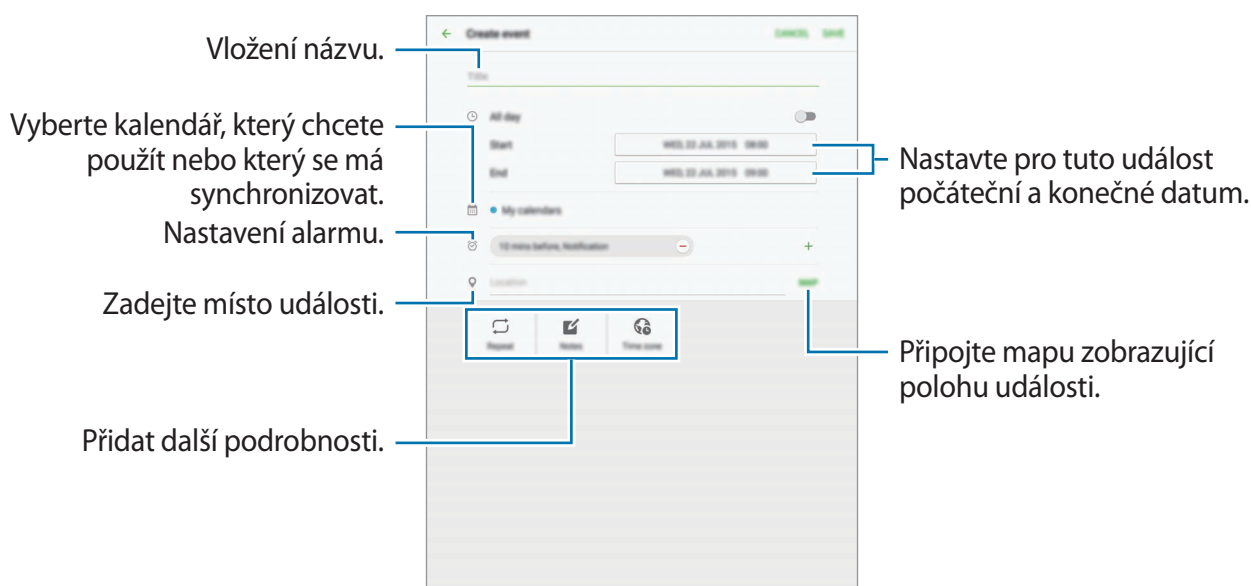 Vložení názvu.
Vyberte kalendář, který chcete
použít nebo který se má
synchronizovat.
Nastavení alarmu.
Zadejte místo události.
Přidat další podrobnosti.
Create event
CANCEL SAVE
Title
All day
Start WED, 22 JUL 2015 08:00
End WED, 22 JUL 2015 09:00
My calendars
10 mins before, Notification
Location MAP
Repeat Notes Time zone
Nastavte pro tuto událost
počáteční a konečné datum.
Připojte mapu zobrazující
polohu události.